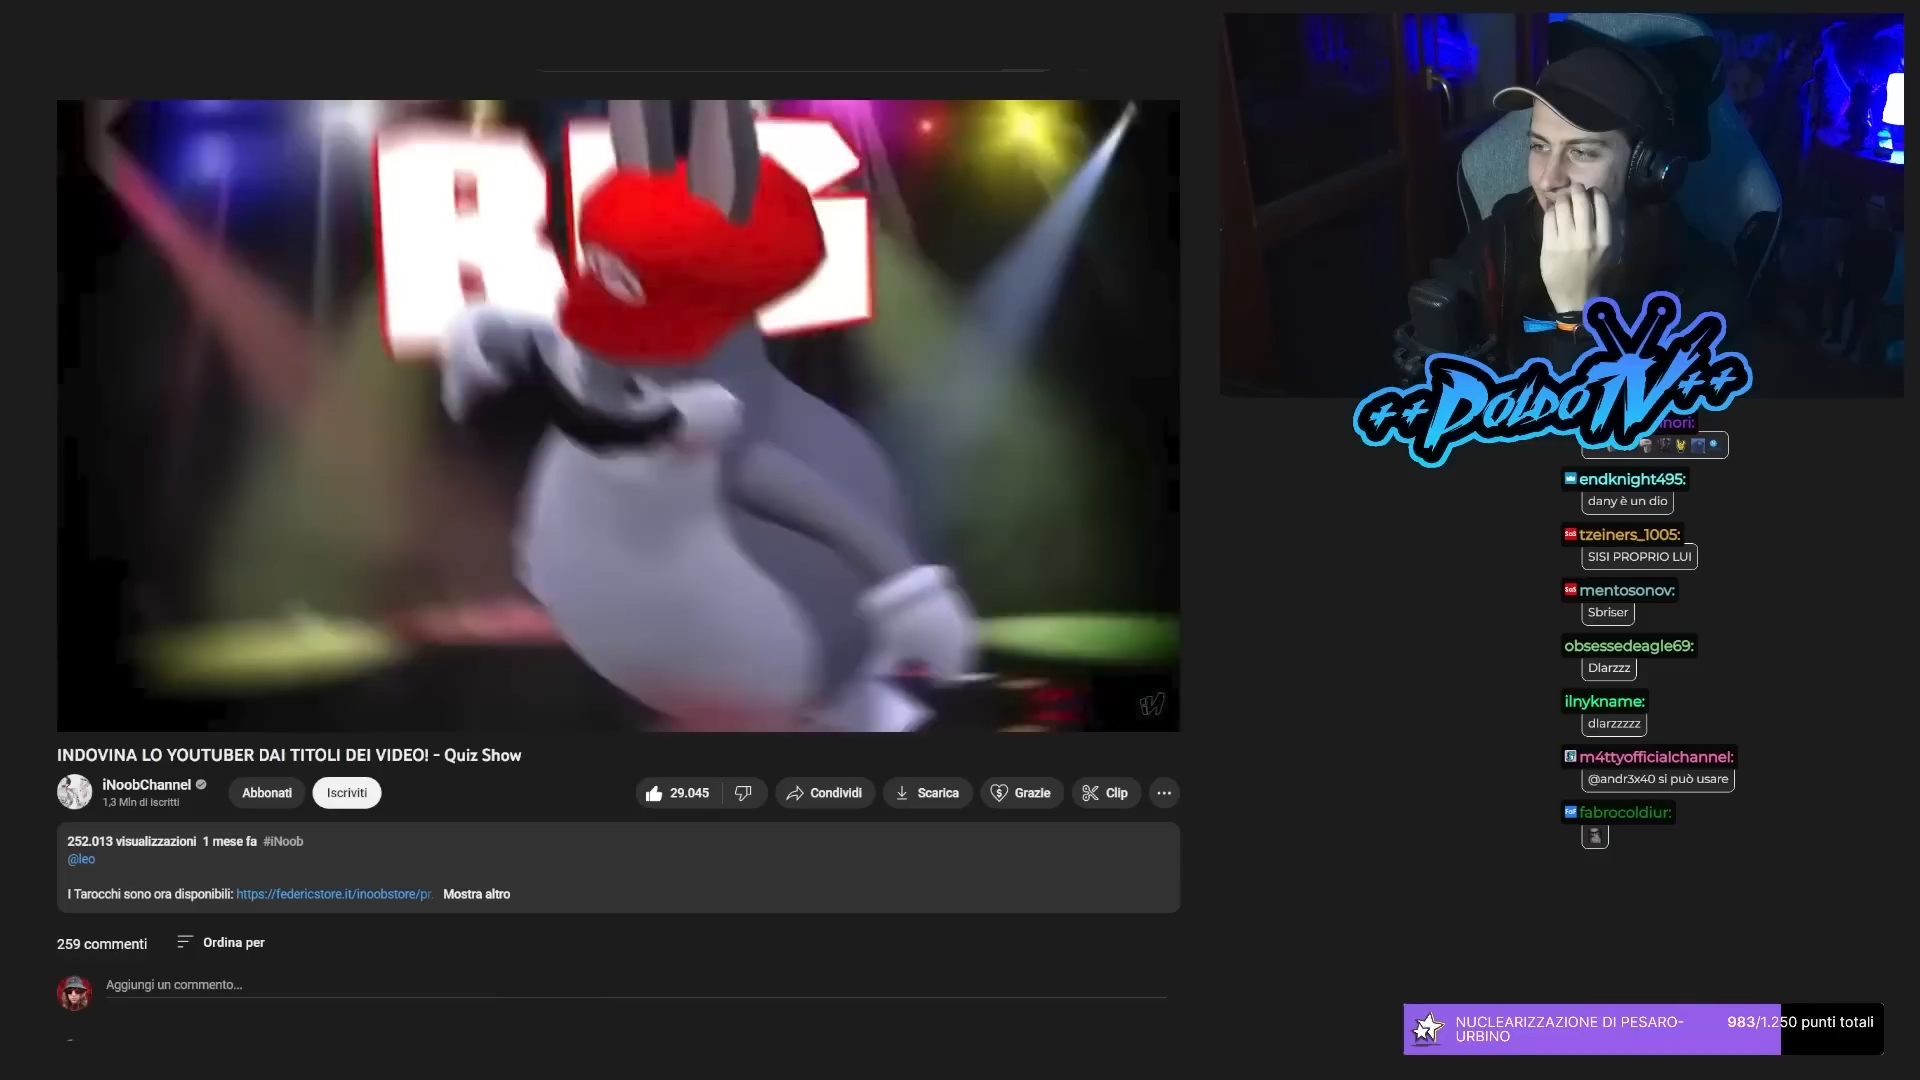 INDOVINA LO YOUTUBER DAI TITOLI DEI VIDEO! - Quiz Show
iNoobChannel
1,3 Mln di iscritti
Abbonati
Iscriviti
29.045
Condividi
Scarica
Grazie
Clip
252.013 visualizzazioni 1 mese fa #iNoob
@leo
I Tarocchi sono ora disponibili: https://federicstore.it/inoobstore/pr... Mostra altro
259 commenti
Ordina per
Aggiungi un commento...
++POLDOTV++
endknight495:
dany è un dio
tzeiners_1005:
SISI PROPRIO LUI
mentosonov:
Sbriser
obsessedeagle69:
Dlarzzz
ilnykname:
dlarzzzzz
m4ttyofficialchannel:
@andr3x40 si può usare
fabrocoldiur:
NUCLEARIZZAZIONE DI PESARO-
URBINO
983/1.250 punti totali